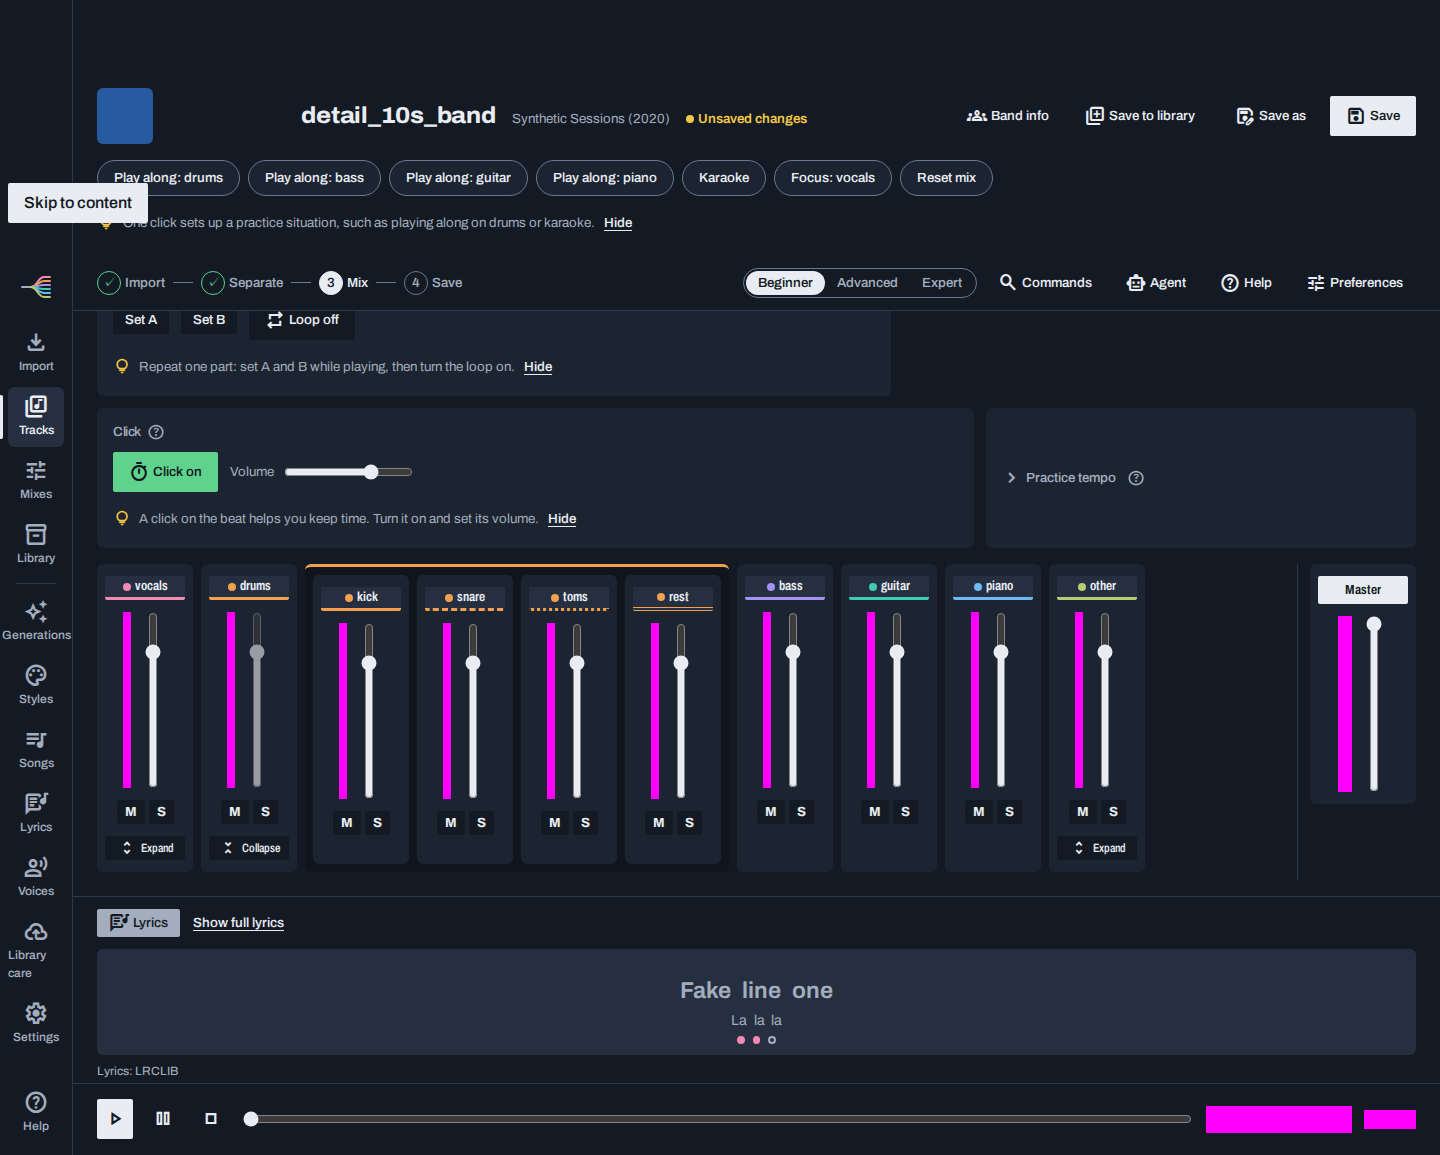 detail_10s_band Synthetic Sessions (2020) Unsaved changes Band info Save to library Save as Save
Play along: drums Play along: bass Play along: guitar Play along: piano Karaoke Focus: vocals Reset mix
Skip to content
One click sets up a practice situation, such as playing along on drums or karaoke. Hide
Import Separate 3 Mix 4 Save Beginner Advanced Expert Commands Agent Help Preferences
Set A Set B Loop off
Repeat one part: set A and B while playing, then turn the loop on. Hide
Click
Click on Volume
A click on the beat helps you keep time. Turn it on and set its volume. Hide
Practice tempo
Import
Tracks
Mixes
Library
Generations
Styles
Songs
Lyrics
Voices
Library
care
Settings
Help
vocals drums kick snare toms rest bass guitar piano other Master
M S M S M S M S M S M S M S M S M S M S
Expand Collapse Expand
Lyrics Show full lyrics
Fake line one
La la la
Lyrics: LRCLIB